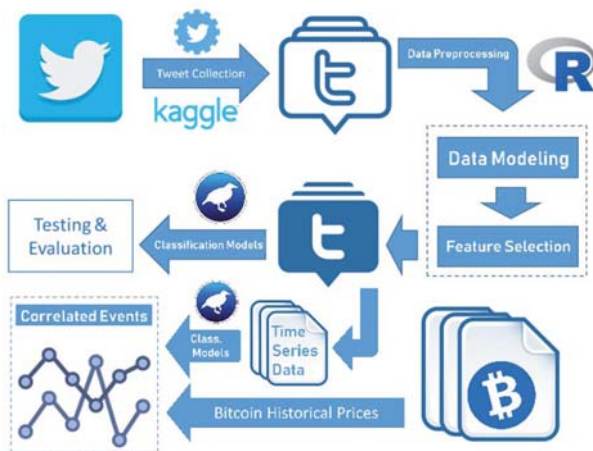 Tweet Collection
kaggle
Data Preprocessing
R
Data Modeling
Feature Selection
Classification Models
Testing &
Evaluation
Correlated Events
Class.
Models
Time
Series
Data
Bitcoin Historical Prices